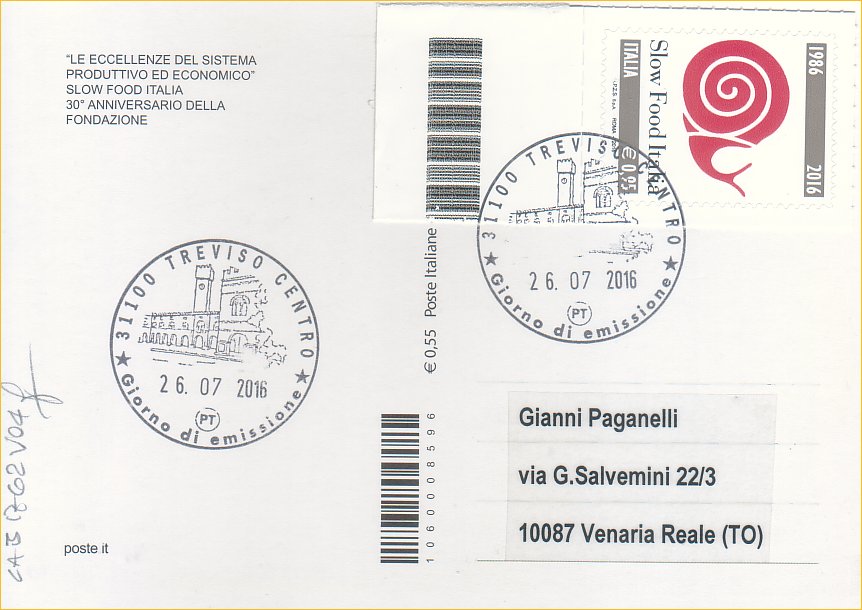 “LE ECCELLENZE DEL SISTEMA
PRODUTTIVO ED ECONOMICO”
SLOW FOOD ITALIA
30° ANNIVERSARIO DELLA
FONDAZIONE
1986 2016
Slow Food Italia
ITALIA € 0,95
I.P.Z.S. S.p.A. ROMA
31100 TREVISO CENTRO
26. 07 2016
PT
Giorno di emissione
31100 TREVISO CENTRO
26. 07 2016
PT
Giorno di emissione
€ 0,55 Poste Italiane
1060008596
Gianni Paganelli
via G.Salvemini 22/3
10087 Venaria Reale (TO)
poste.it